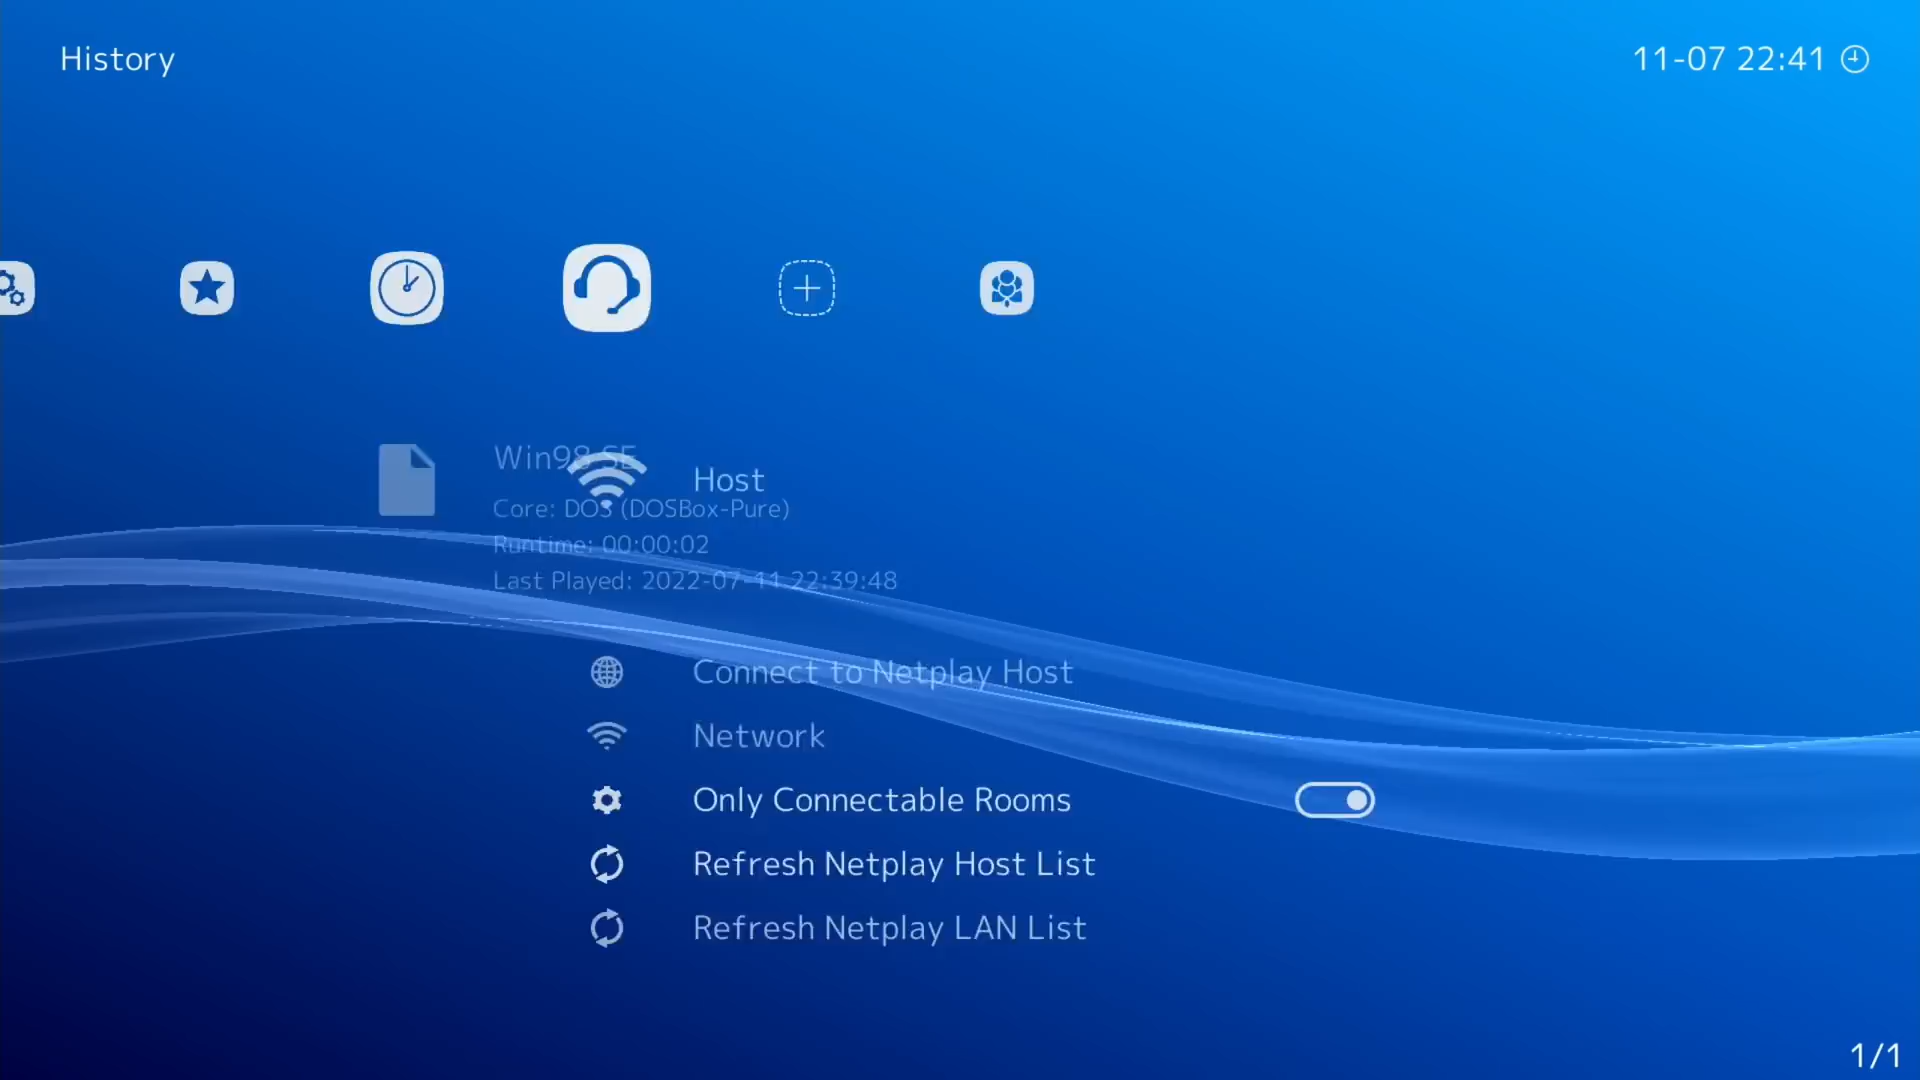 History
11-07 22:41
Win98 SE
Host
Core: DOS (DOSBox-Pure)
Runtime: 00:00:02
Last Played: 2022-07-11 22:39:48
Connect to Netplay Host
Network
Only Connectable Rooms
Refresh Netplay Host List
Refresh Netplay LAN List
1/1